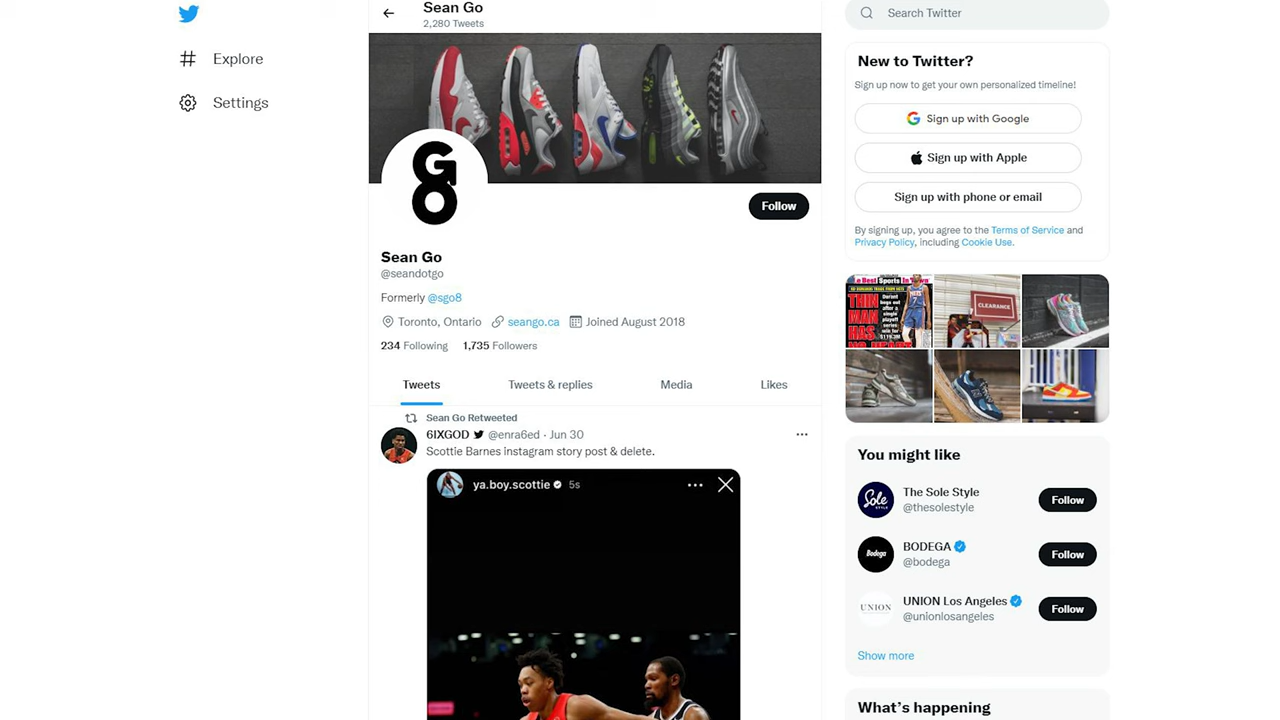 Sean Go
2,280 Tweets
Explore
Settings
GO
Follow
Sean Go
@seandotgo
Formerly @sgo8
Toronto, Ontario seango.ca Joined August 2018
234 Following 1,735 Followers
Tweets Tweets & replies Media Likes
Sean Go Retweeted
6IXGOD @enra6ed · Jun 30
Scottie Barnes instagram story post & delete.
ya.boy.scottie 5s
Search Twitter
New to Twitter?
Sign up now to get your own personalized timeline!
Sign up with Google
Sign up with Apple
Sign up with phone or email
By signing up, you agree to the Terms of Service and
Privacy Policy, including Cookie Use.
THIN
MAN
HAS
Durant
CLEARANCE
You might like
Sole
STYLE
The Sole Style
@thesolestyle
Follow
Bodega
BODEGA
@bodega
Follow
UNION
UNION Los Angeles
@unionlosangeles
Follow
Show more
What's happening